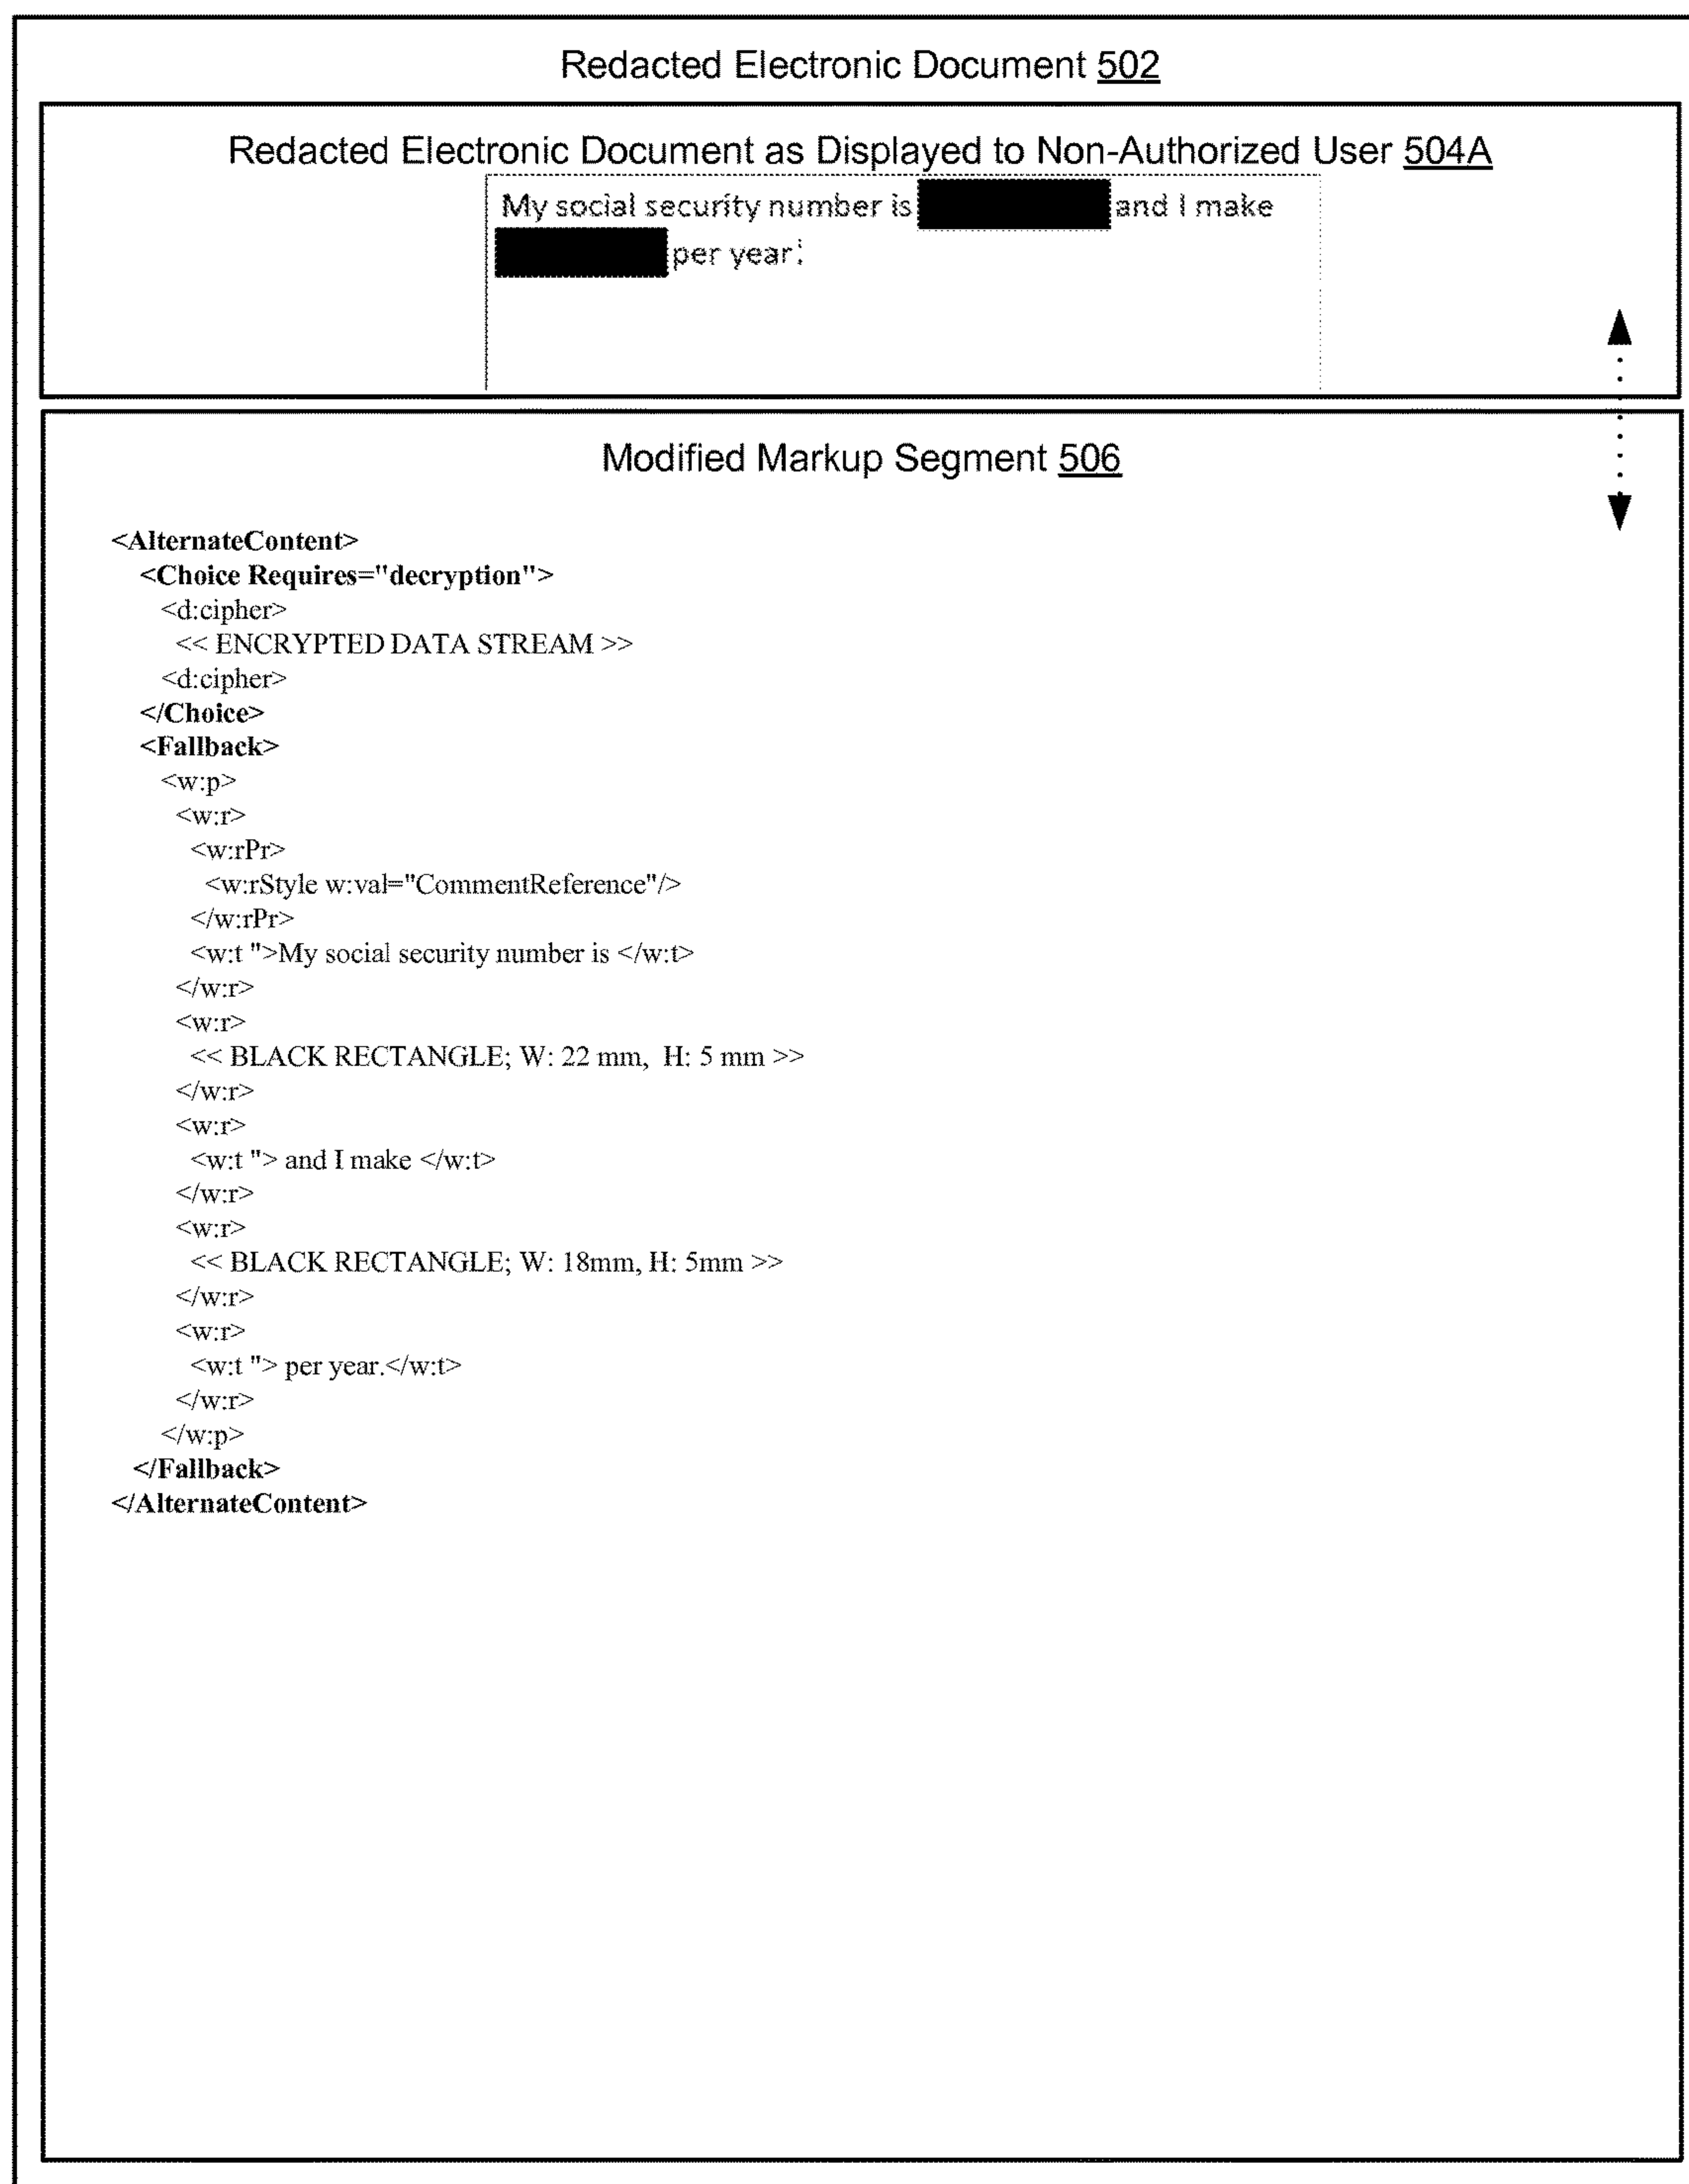 Redacted Electronic Document 502
Redacted Electronic Document as Displayed to Non-Authorized User 504A
My social security number is and I make
per year.
Modified Markup Segment 506
<AlternateContent>
<Choice Requires="decryption">
<d:cipher>
<< ENCRYPTED DATA STREAM >>
<d:cipher>
</Choice>
<Fallback>
<w:p>
<w:r>
<w:rPr>
<w:rStyle w:val="CommentReference"/>
</w:rPr>
<w:t ">My social security number is </w:t>
</w:r>
<w:r>
<< BLACK RECTANGLE; W: 22 mm,  H: 5 mm >>
</w:r>
<w:r>
<w:t "> and I make </w:t>
</w:r>
<w:r>
<< BLACK RECTANGLE; W: 18mm, H: 5mm >>
</w:r>
<w:r>
<w:t "> per year.</w:t>
</w:r>
</w:p>
</Fallback>
</AlternateContent>